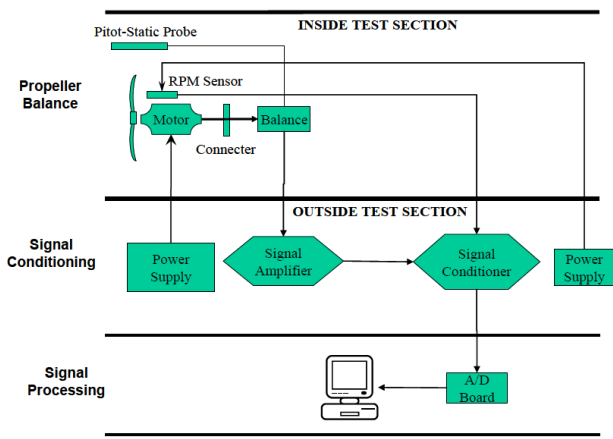 INSIDE TEST SECTION
Pitot-Static Probe
Propeller
Balance
RPM Sensor
Motor
Balance
Connecter
OUTSIDE TEST SECTION
Signal
Conditioning
Power
Supply
Signal
Amplifier
Signal
Conditioner
Power
Supply
Signal
Processing
A/D
Board